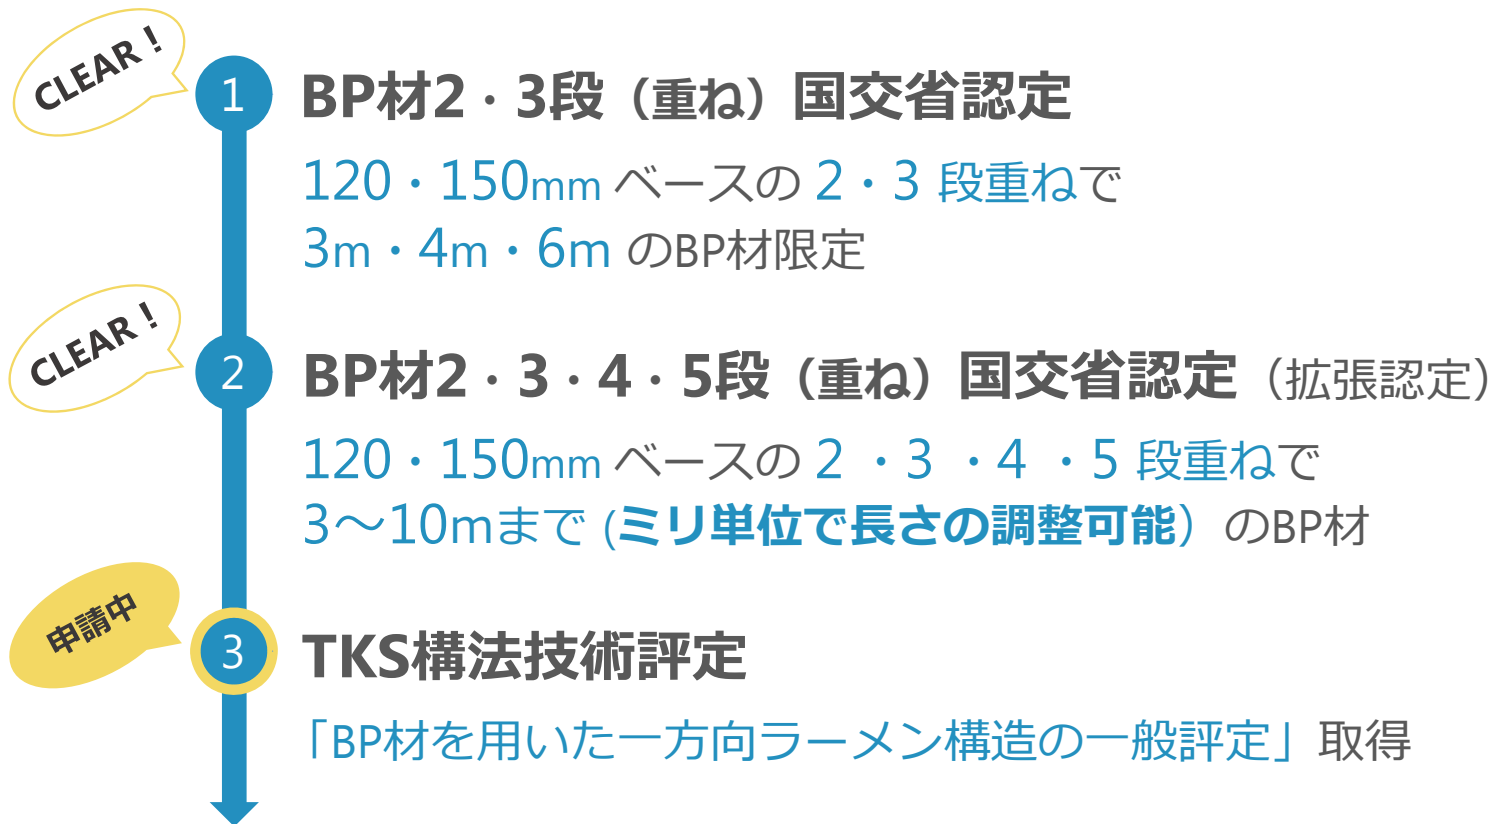 CLEAR！
1
BP材2・3段（重ね）国交省認定
120・150mm ベースの 2・3 段重ねで
3m・4m・6m のBP材限定
CLEAR！
2
BP材2・3・4・5段（重ね）国交省認定（拡張認定）
120・150mm ベースの 2 ・3 ・4 ・5 段重ねで
3～10mまで (ミリ単位で長さの調整可能）のBP材
申請中
3
TKS構法技術評定
「BP材を用いた一方向ラーメン構造の一般評定」取得